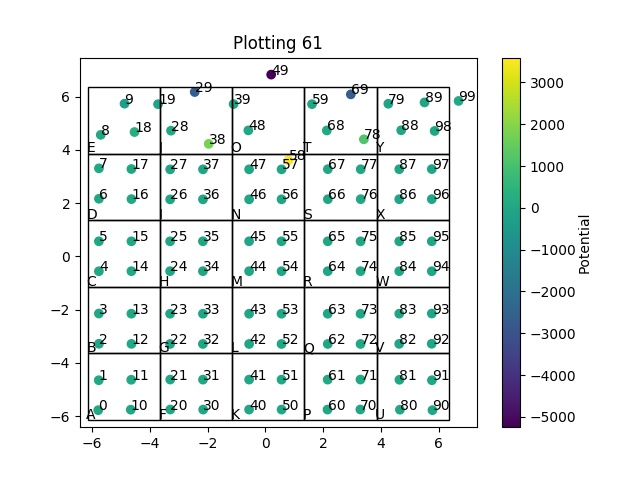 Plotting 61
49
29 69
9 19 39 59 79 89 99
8 18 28 38 48 58 68 78 88 98
E J O T Y
7 17 27 37 47 57 67 77 87 97
6 16 26 36 46 56 66 76 86 96
D I N S X
5 15 25 35 45 55 65 75 85 95
4 14 24 34 44 54 64 74 84 94
C H M R W
3 13 23 33 43 53 63 73 83 93
2 12 22 32 42 52 62 72 82 92
B G L Q V
1 11 21 31 41 51 61 71 81 91
0 10 20 30 40 50 60 70 80 90
A F K P U
6
4
2
0
−2
−4
−6
−6 −4 −2 0 2 4 6
3000
2000
1000
0
−1000
−2000
−3000
−4000
−5000
Potential